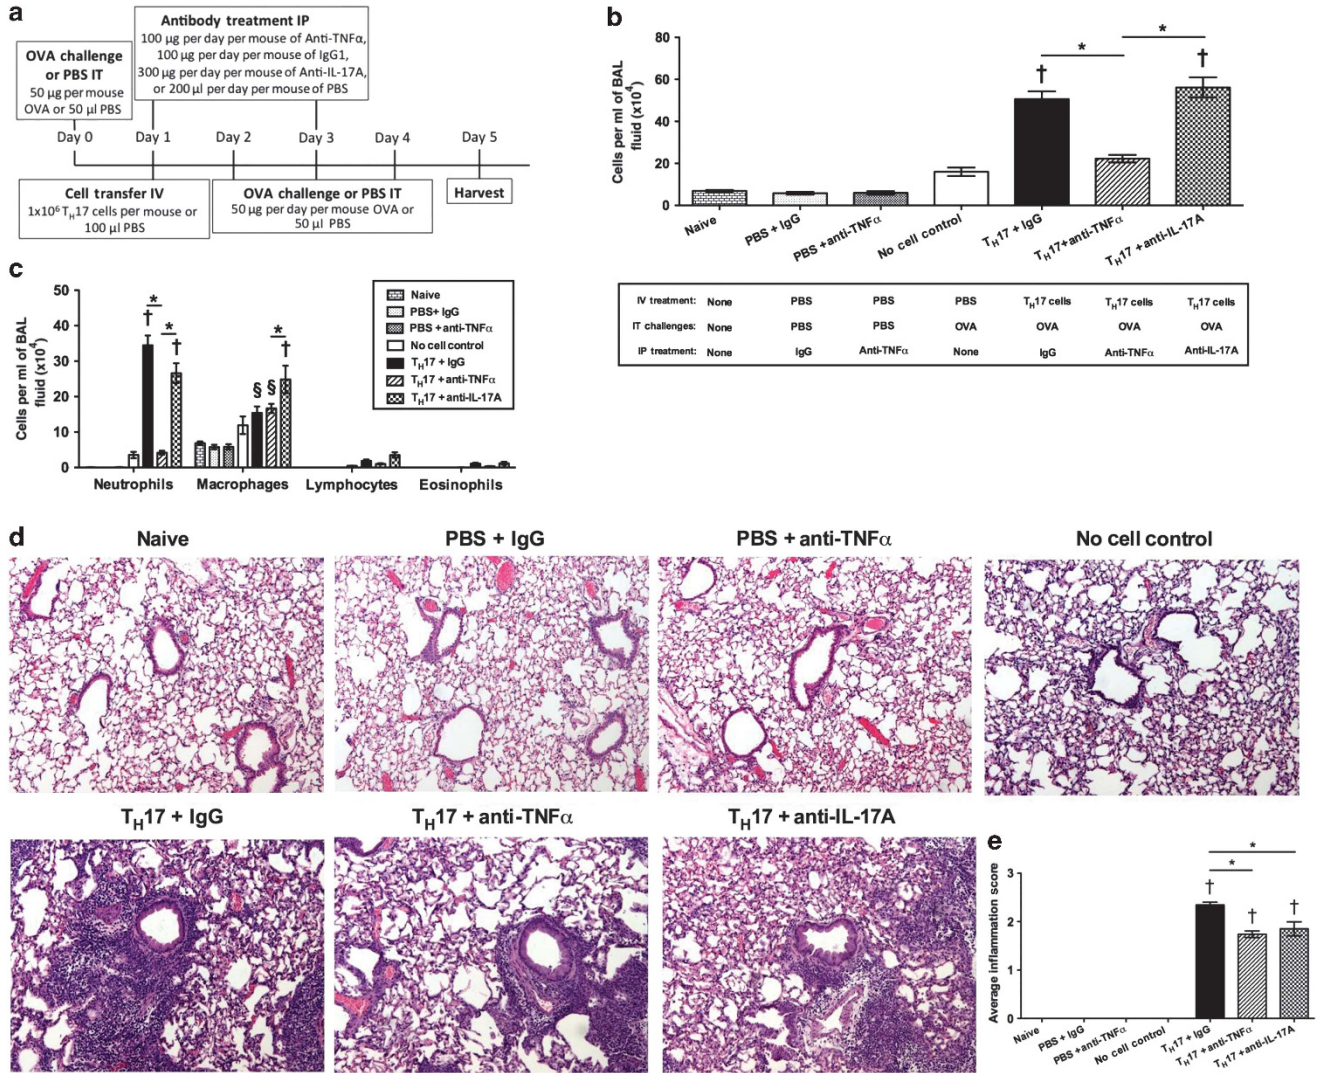 a
OVA challenge
or PBS IT
50 µg per mouse
OVA or 50 µl PBS
Antibody treatment IP
100 µg per day per mouse of Anti-TNFα,
100 µg per day per mouse of IgG1,
300 µg per day per mouse of Anti-IL-17A,
or 200 µl per day per mouse of PBS
Day 0
Day 1
Day 2
Day 3
Day 4
Day 5
Cell transfer IV
1x10⁶ TH17 cells per mouse or
100 µl PBS
OVA challenge or PBS IT
50 µg per day per mouse OVA or
50 µl PBS
Harvest
b
Cells per ml of BAL
fluid (x10⁴)
80
60
40
20
0
†
*
*
†
Naive
PBS + IgG
PBS +anti-TNFα
No cell control
TH17 + IgG
TH17+anti-TNFα
TH17 +anti-IL-17A
IV treatment: None PBS PBS PBS TH17 cells TH17 cells TH17 cells
IT challenges: None PBS PBS OVA OVA OVA OVA
IP treatment: None IgG Anti-TNFα None IgG Anti-TNFα Anti-IL-17A
c
Cells per ml of BAL
fluid (x10⁴)
50
40
30
20
10
0
*
†
*
†
§
§
*
†
Neutrophils
Macrophages
Lymphocytes
Eosinophils
Naive
PBS+ IgG
PBS +anti-TNFα
No cell control
TH17 + IgG
TH17 +anti-TNFα
TH17 +anti-IL-17A
d
Naive
PBS + IgG
PBS + anti-TNFα
No cell control
TH17 + IgG
TH17 + anti-TNFα
TH17 + anti-IL-17A
e
Average inflammation score
3
2
1
0
*
*
†
†
†
Naive
PBS + IgG
PBS +anti-TNFα
No cell control
TH17 + IgG
TH17 +anti-TNFα
TH17 +anti-IL-17A